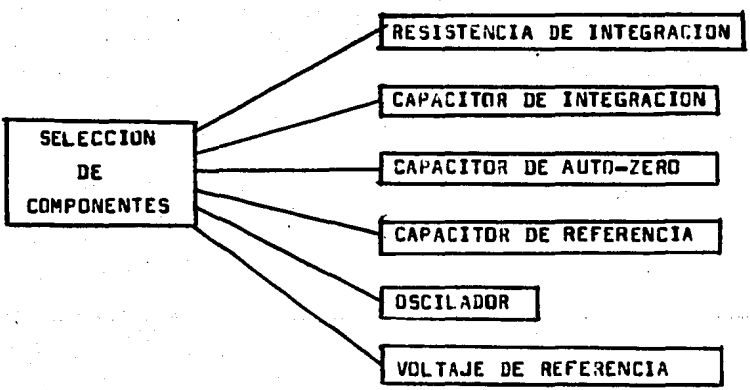 SELECCION
DE
COMPONENTES
RESISTENCIA DE INTEGRACION
CAPACITOR DE INTEGRACION
CAPACITOR DE AUTO-ZERO
CAPACITOR DE REFERENCIA
OSCILADOR
VOLTAJE DE REFERENCIA